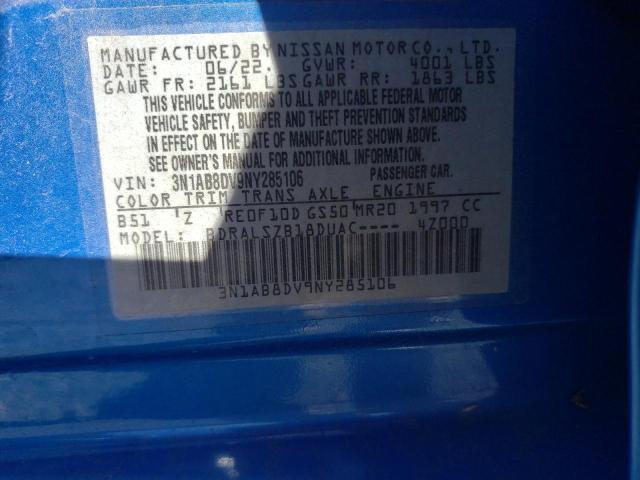 MANUFACTURED BY NISSAN MOTOR CO., LTD.
DATE: 06/22. GVWR: 4001 LBS
GAWR FR: 2161 LBS GAWR RR: 1863 LBS
THIS VEHICLE CONFORMS TO ALL APPLICABLE FEDERAL MOTOR
VEHICLE SAFETY, BUMPER AND THEFT PREVENTION STANDARDS
IN EFFECT ON THE DATE OF MANUFACTURE SHOWN ABOVE.
SEE OWNER'S MANUAL FOR ADDITIONAL INFORMATION.
VIN: 3N1AB8DV9NY285106 PASSENGER CAR.
COLOR TRIM TRANS AXLE ENGINE
B51 'Z RE0F10D GS50 MR20 1997 CC
MODEL: BDRALSZB18DUAC---- 4Z000
3N1AB8DV9NY285106